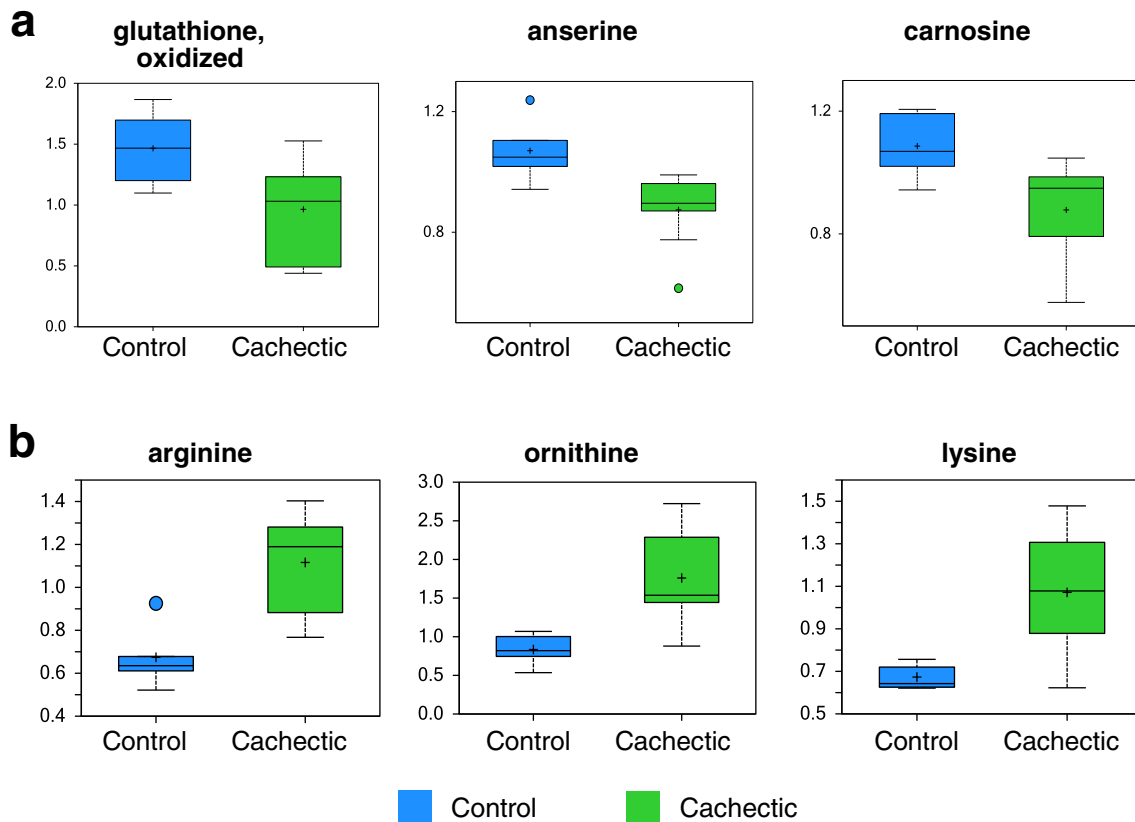 a
glutathione,
oxidized
anserine
carnosine
2.0
1.5
1.0
0.5
0.0
1.2
0.8
1.2
0.8
Control Cachectic
Control Cachectic
Control Cachectic
b
arginine
ornithine
lysine
1.4
1.2
1.0
0.8
0.6
0.4
3.0
2.5
2.0
1.5
1.0
0.5
0.0
1.5
1.3
1.1
0.9
0.7
0.5
Control Cachectic
Control Cachectic
Control Cachectic
Control
Cachectic